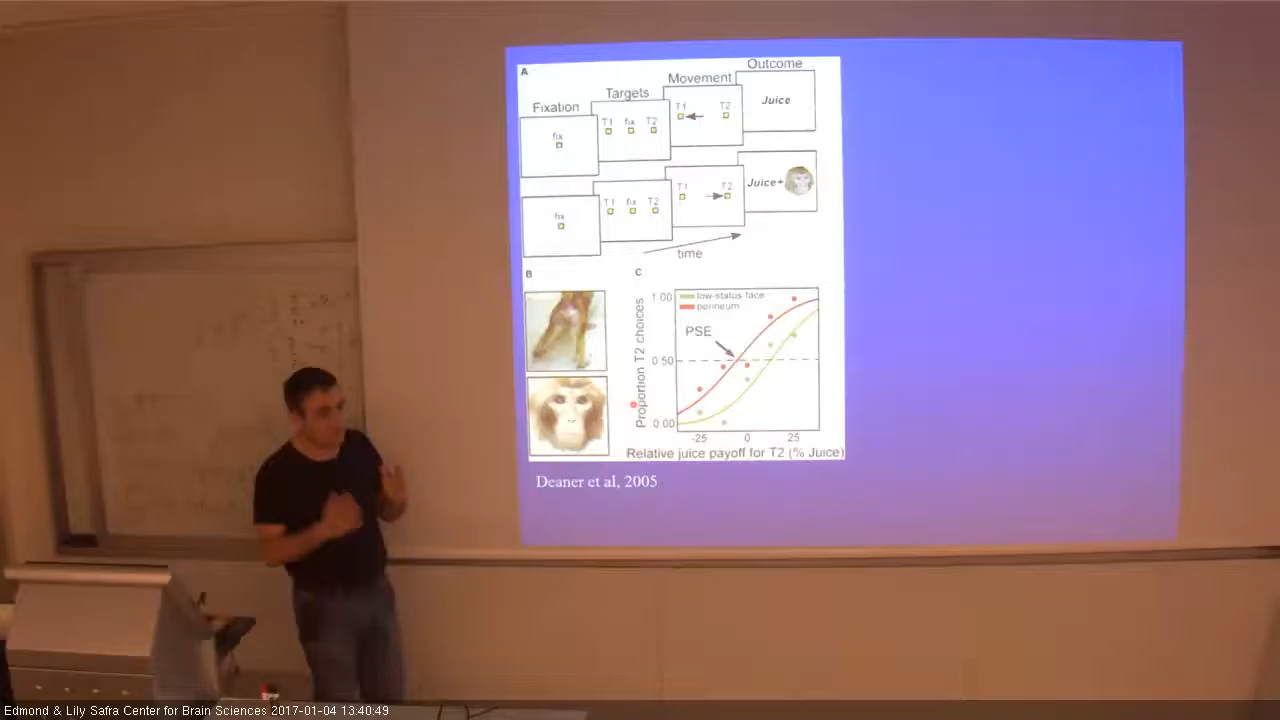 A
Outcome
Movement
Targets
Fixation
Juice
T1 T2
T1 fix T2
fix
Juice+
T1 T2
T1 fix T2
fix
time
B
C
1.00
low-status face
perineum
PSE
0.50
Proportion T2 choices
0.00
-25 0 25
Relative juice payoff for T2 (% Juice)
Deaner et al, 2005
Edmond & Lily Safra Center for Brain Sciences 2017-01-04 13:40:49